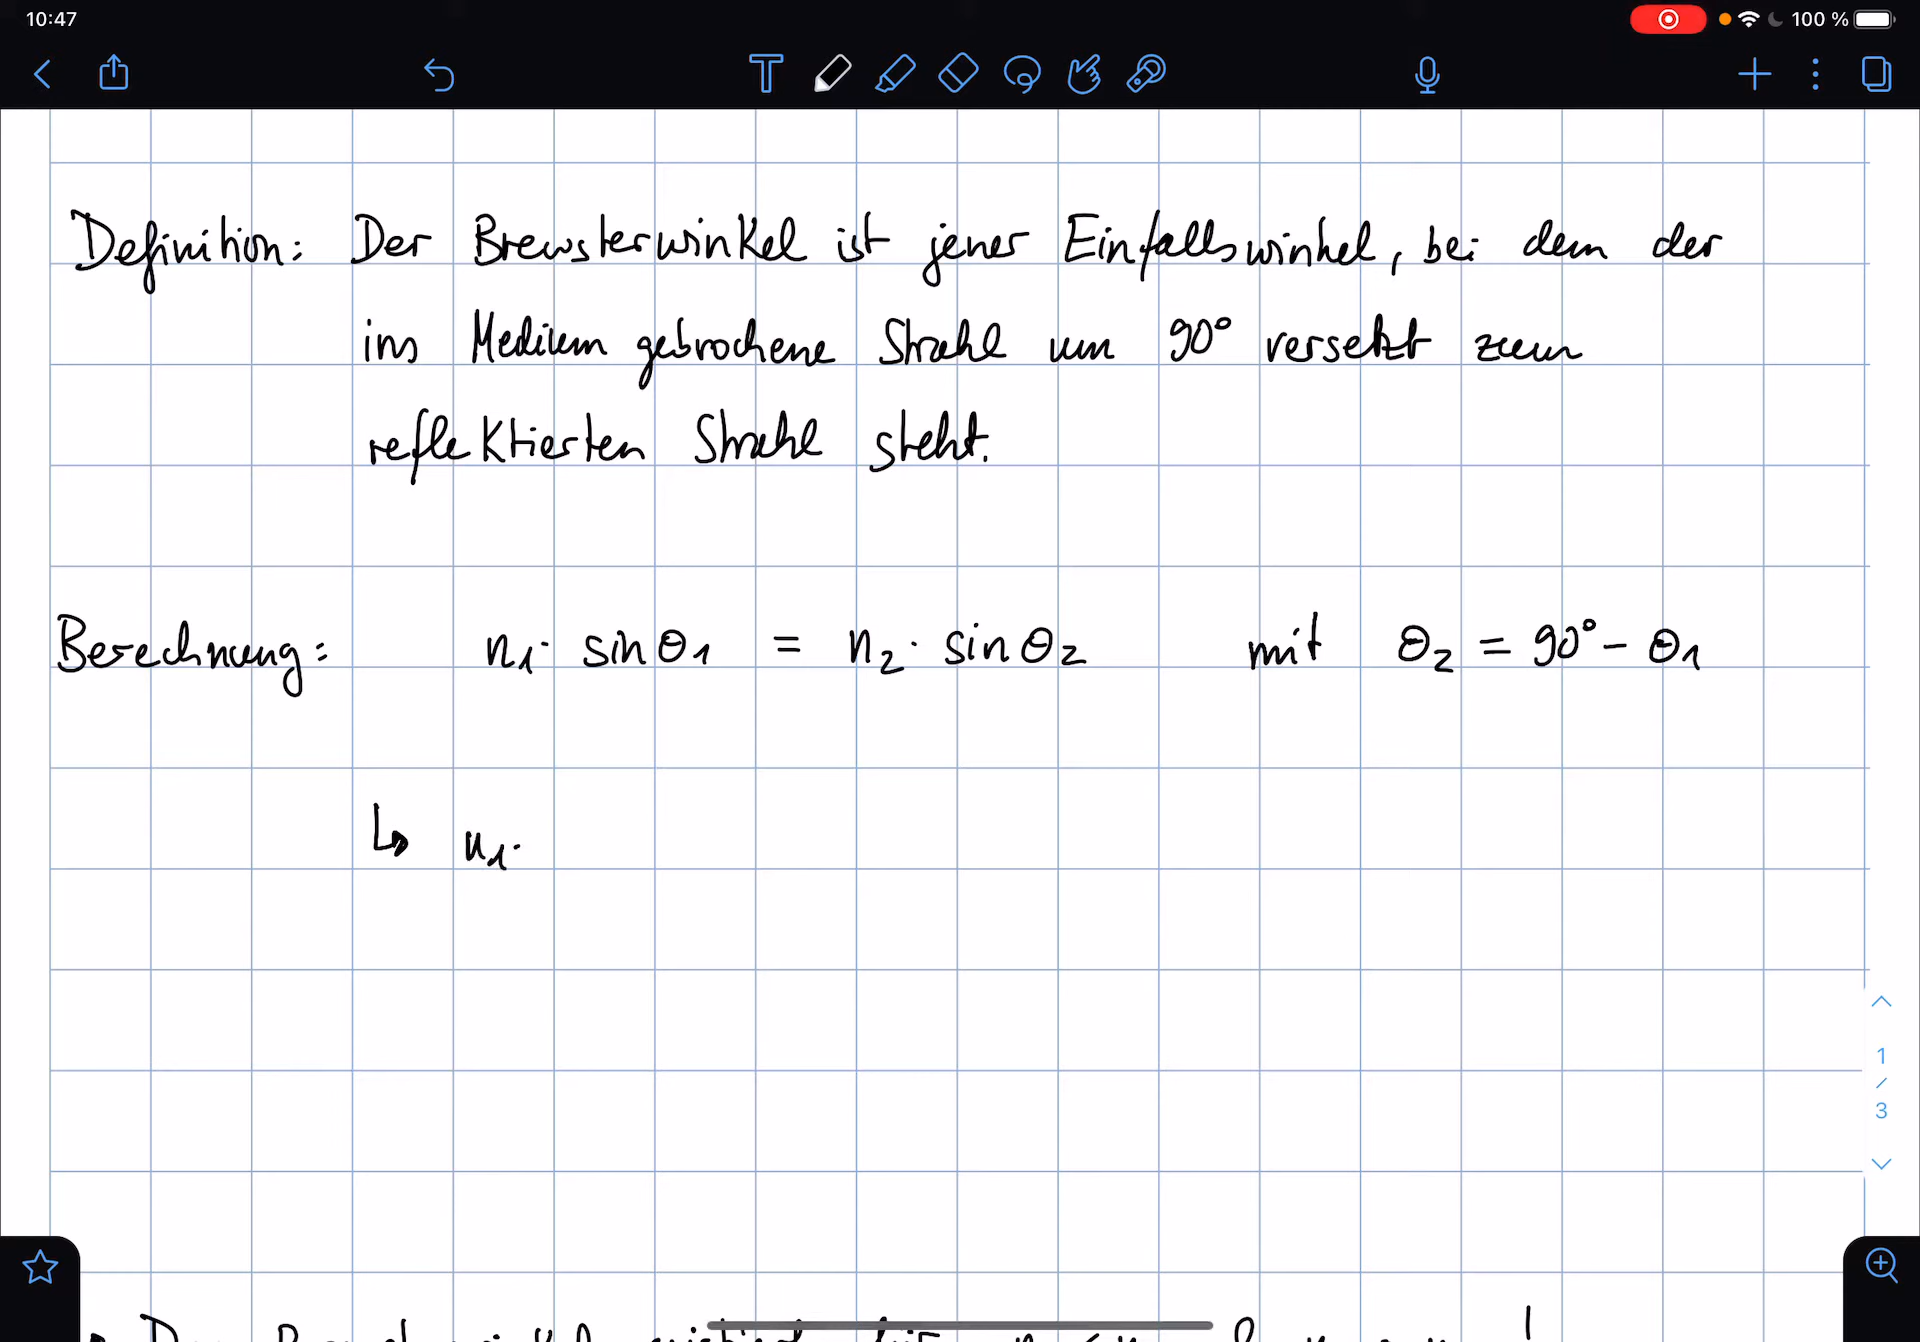 10:47
100 %
T
Definition: Der Brewsterwinkel ist jener Einfallswinkel, bei dem der
ins Medium gebrochene Strahl um 90° versetzt zum
reflektierten Strahl steht.
Berechnung: n₁· sin Θ₁ = n₂· sin Θ₂ mit Θ₂ = 90° − Θ₁
↳ n₁·
1
/
3